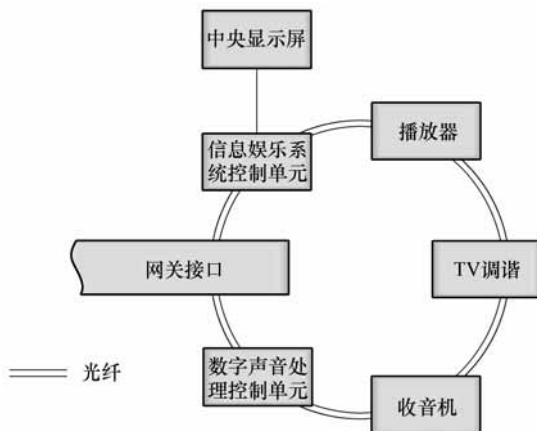 中央显示屏
信息娱乐系
统控制单元
播放器
网关接口
TV调谐
数字声音处
理控制单元
收音机
光纤